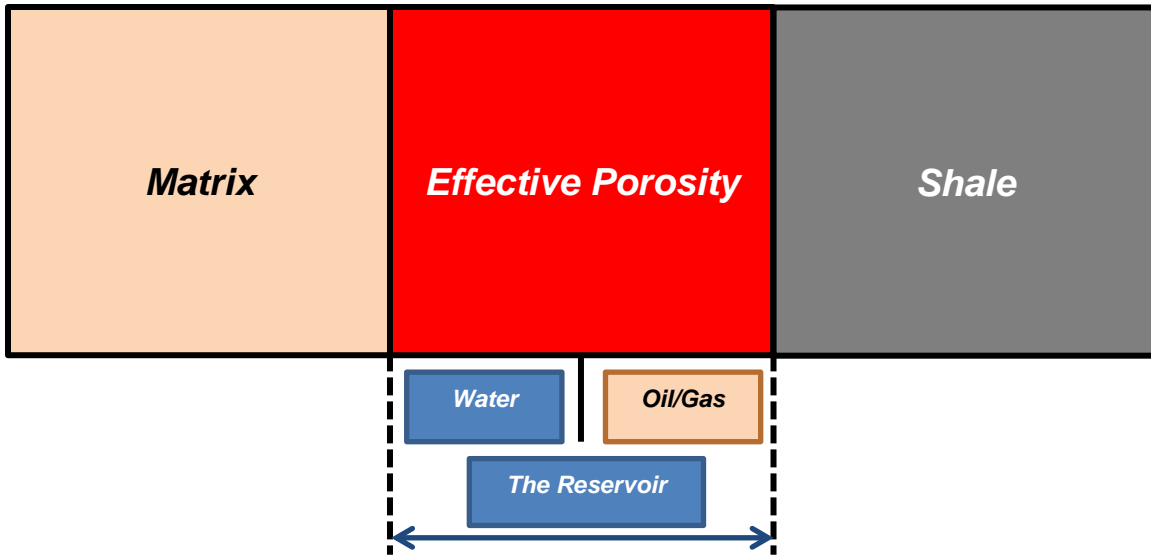 Matrix
Effective Porosity
Shale
Water
Oil/Gas
The Reservoir